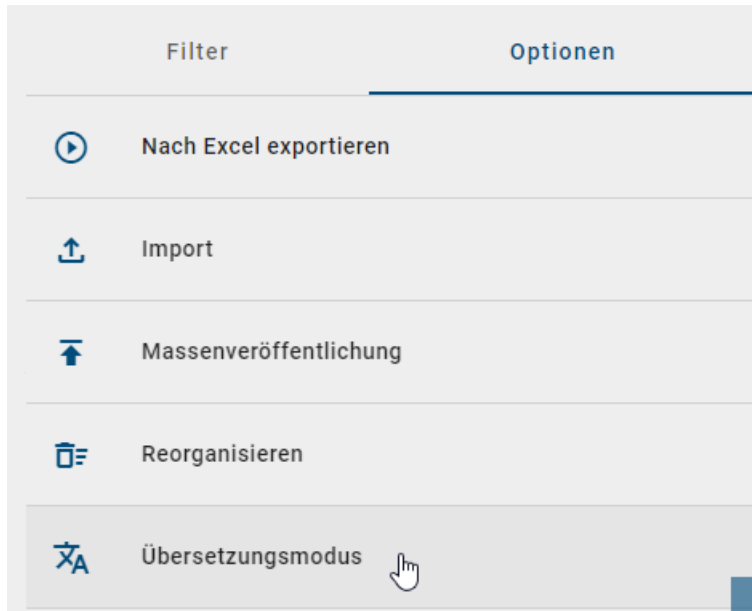 Filter Optionen
Nach Excel exportieren
Import
Massenveröffentlichung
Reorganisieren
Übersetzungsmodus